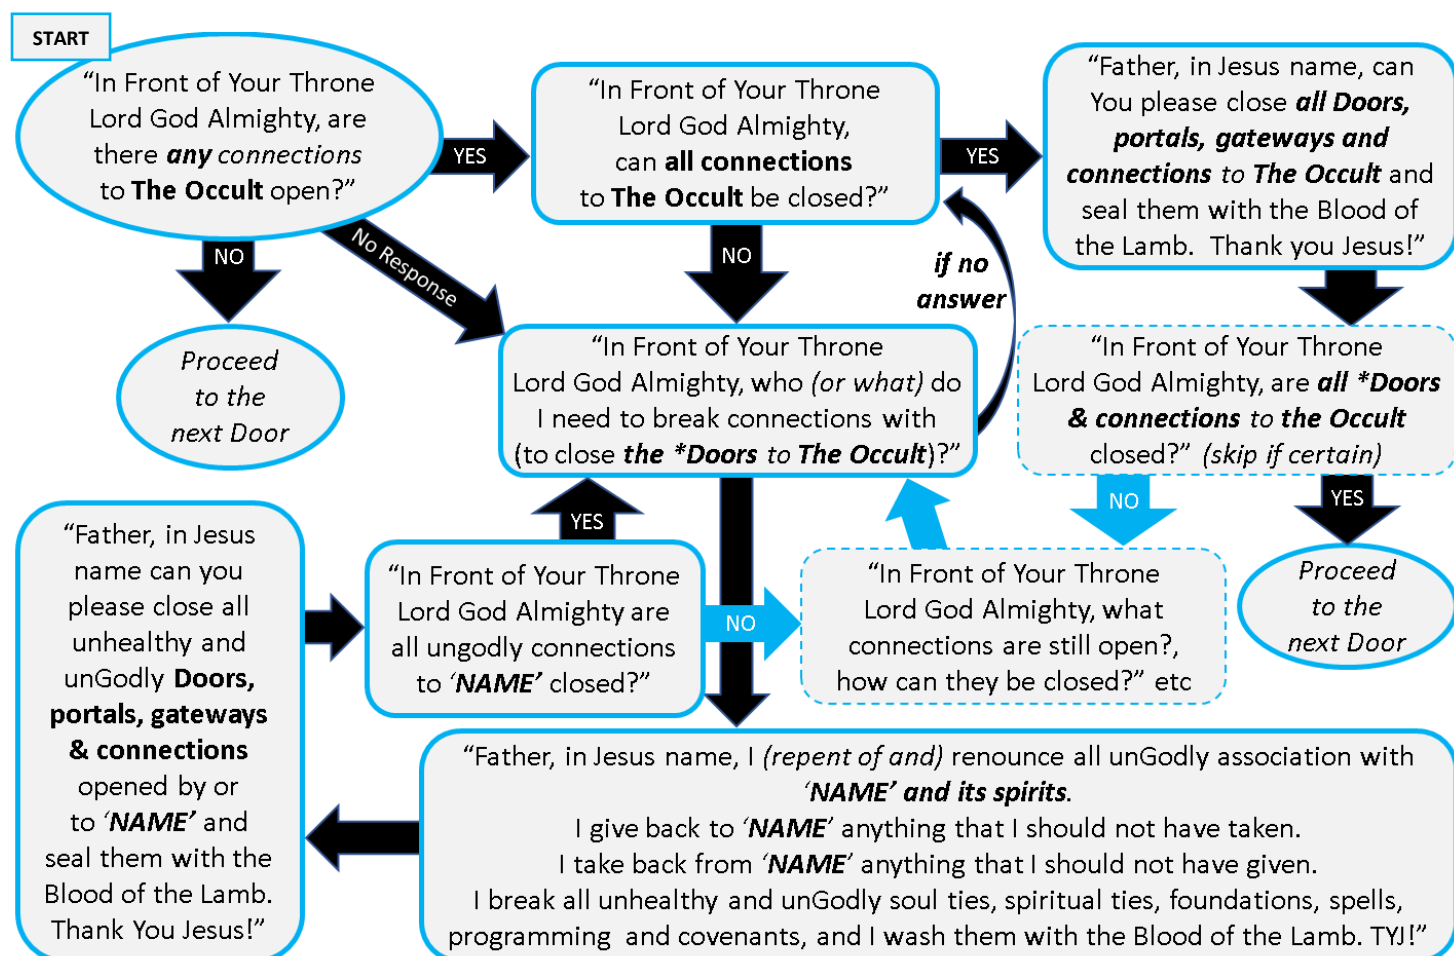 START
“In Front of Your Throne
Lord God Almighty, are
there any connections
to The Occult open?”
YES
“In Front of Your Throne
Lord God Almighty,
can all connections
to The Occult be closed?”
YES
“Father, in Jesus name, can
You please close all Doors,
portals, gateways and
connections to The Occult and
seal them with the Blood of
the Lamb. Thank you Jesus!”
NO
No Response
NO
if no
answer
Proceed
to the
next Door
“In Front of Your Throne
Lord God Almighty, who (or what) do
I need to break connections with
(to close the *Doors to The Occult)?”
“In Front of Your Throne
Lord God Almighty, are all *Doors
& connections to the Occult
closed?” (skip if certain)
YES
NO
YES
“Father, in Jesus
name can you
please close all
unhealthy and
unGodly Doors,
portals, gateways
& connections
opened by or
to ‘NAME’ and
seal them with the
Blood of the Lamb.
Thank You Jesus!”
“In Front of Your Throne
Lord God Almighty are
all ungodly connections
to ‘NAME’ closed?”
NO
“In Front of Your Throne
Lord God Almighty, what
connections are still open?,
how can they be closed?” etc
Proceed
to the
next Door
“Father, in Jesus name, I (repent of and) renounce all unGodly association with
‘NAME’ and its spirits.
I give back to ‘NAME’ anything that I should not have taken.
I take back from ‘NAME’ anything that I should not have given.
I break all unhealthy and unGodly soul ties, spiritual ties, foundations, spells,
programming and covenants, and I wash them with the Blood of the Lamb. TYJ!”